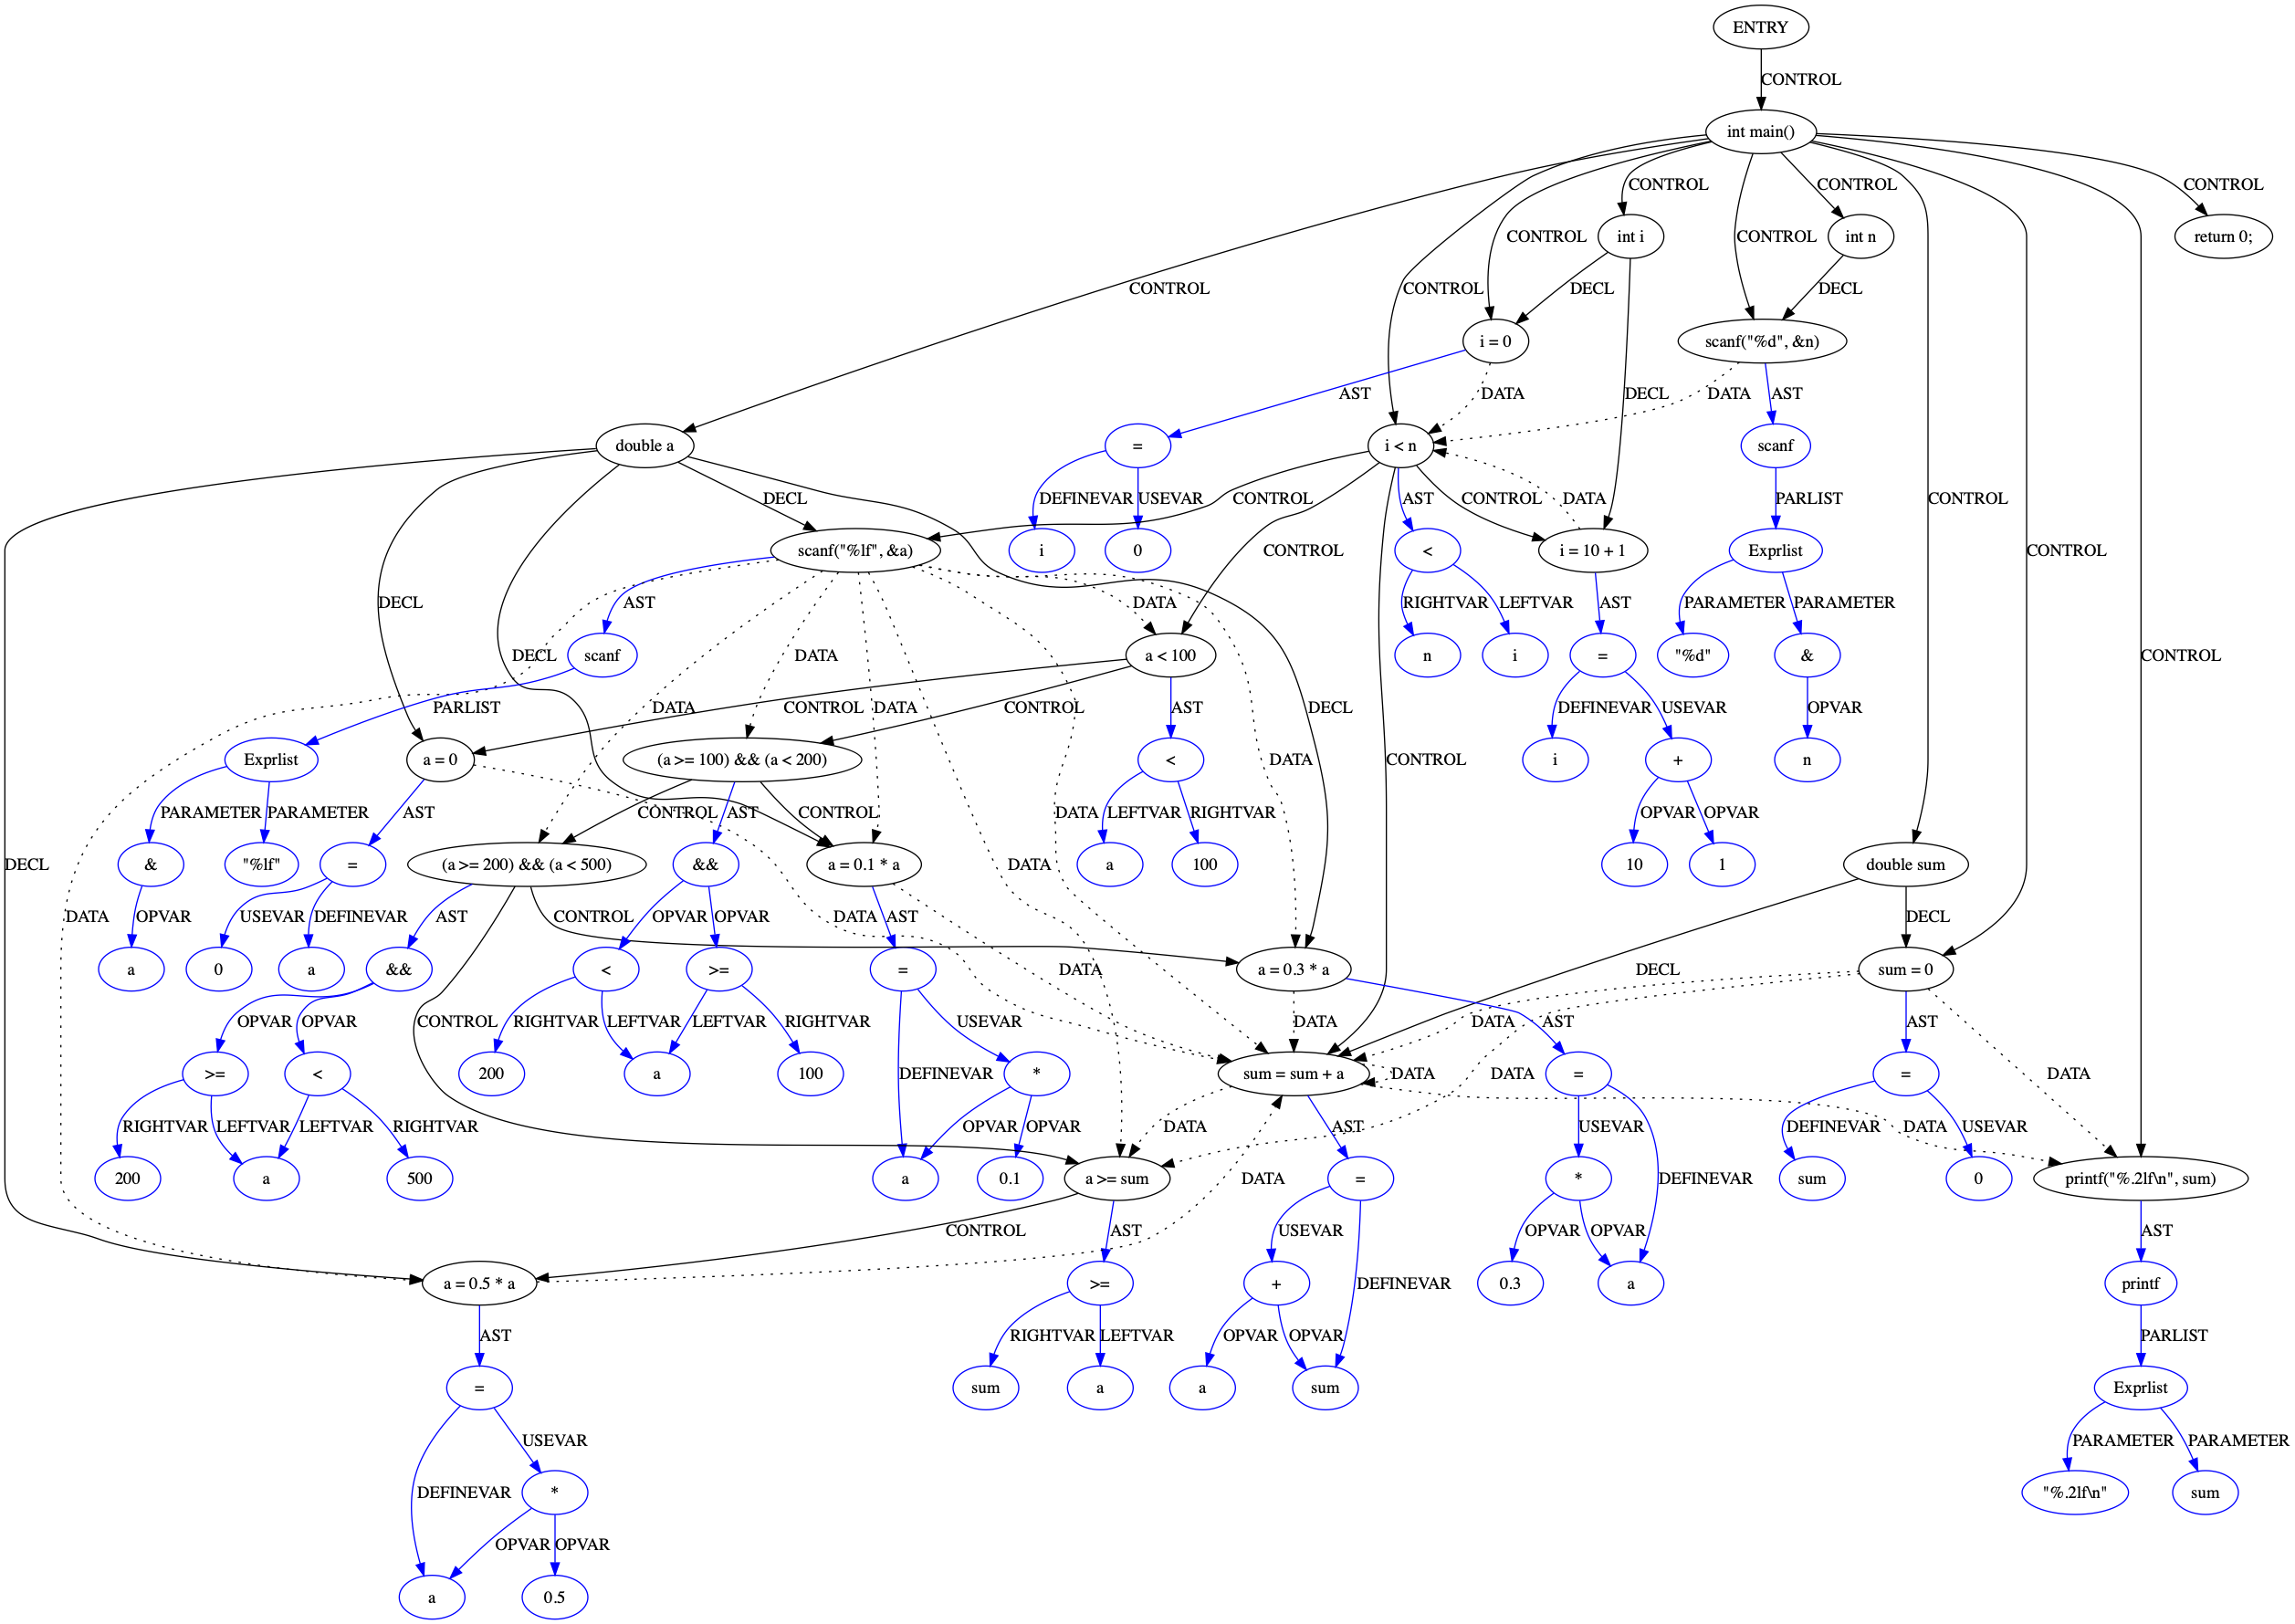 ENTRY
CONTROL
int main()
CONTROL
CONTROL
CONTROL
int i
int n
return 0;
CONTROL
CONTROL
CONTROL
CONTROL
CONTROL
DECL
DECL
i = 0
scanf("%d", &n)
AST
DATA
DECL
DATA
AST
double a
=
i < n
scanf
DECL
CONTROL
DEFINEVAR
USEVAR
AST
CONTROL
DATA
PARLIST
CONTROL
scanf("%lf", &a)
i
0
<
i = 10 + 1
Exprlist
CONTROL
CONTROL
DECL
AST
DATA
RIGHTVAR
LEFTVAR
AST
PARAMETER
PARAMETER
DECL
scanf
DATA
a < 100
n
i
=
"%d"
&
CONTROL
PARLIST
DATA
CONTROL
DATA
CONTROL
AST
DECL
DEFINEVAR
USEVAR
OPVAR
Exprlist
a = 0
(a >= 100) && (a < 200)
<
DATA
CONTROL
i
+
n
PARAMETER
PARAMETER
AST
CONTROL
AST
CONTROL
DATA
LEFTVAR
RIGHTVAR
OPVAR
OPVAR
DECL
&
"%lf"
=
(a >= 200) && (a < 500)
&&
a = 0.1 * a
DATA
a
100
10
1
double sum
DATA
OPVAR
USEVAR
DEFINEVAR
AST
CONTROL
OPVAR
OPVAR
DATA
AST
DECL
a
0
a
&&
<
>=
=
DATA
a = 0.3 * a
DECL
sum = 0
OPVAR
OPVAR
CONTROL
RIGHTVAR
LEFTVAR
LEFTVAR
RIGHTVAR
USEVAR
DATA
DATA
DATA
AST
AST
DATA
>=
<
200
a
100
DEFINEVAR
*
sum = sum + a
DATA
=
=
RIGHTVAR
LEFTVAR
LEFTVAR
RIGHTVAR
OPVAR
OPVAR
DATA
AST
USEVAR
DEFINEVAR
DATA
USEVAR
200
a
500
a
0.1
a >= sum
DATA
=
*
DEFINEVAR
sum
0
printf("%.2lf\n", sum)
CONTROL
AST
USEVAR
OPVAR
OPVAR
AST
a = 0.5 * a
>=
+
DEFINEVAR
0.3
a
printf
AST
RIGHTVAR
LEFTVAR
OPVAR
OPVAR
PARLIST
=
sum
a
a
sum
Exprlist
USEVAR
PARAMETER
PARAMETER
DEFINEVAR
*
"%.2lf\n"
sum
OPVAR
OPVAR
a
0.5